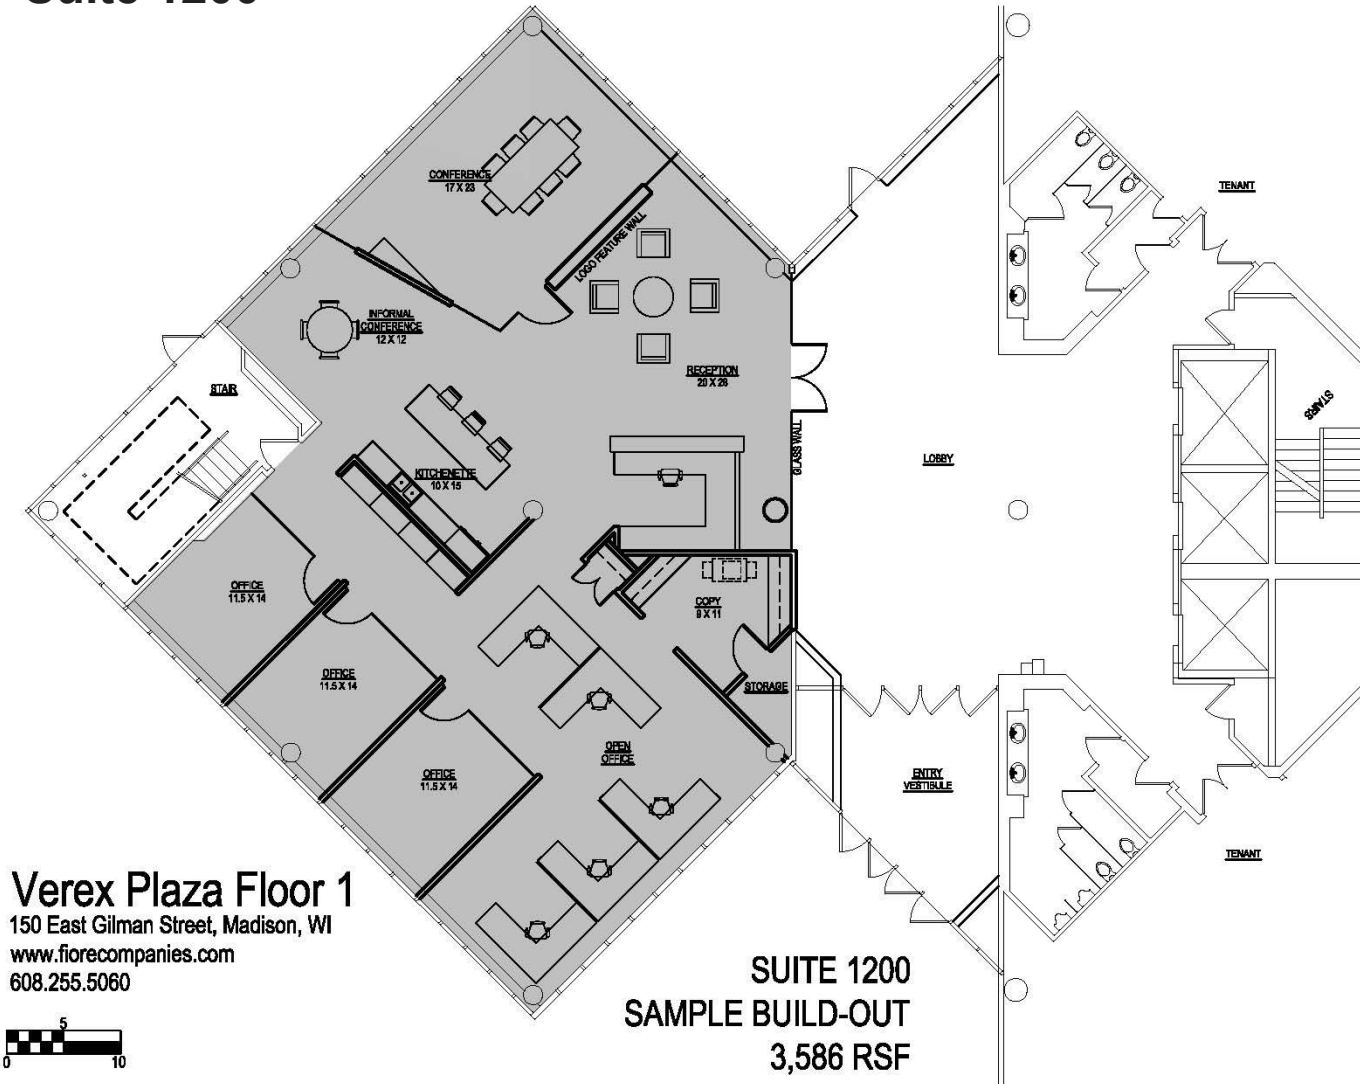 Suite 1200
CONFERENCE
17 X 23
LOGO FEATURE WALL
TENANT
INFORMAL
CONFERENCE
12 X 12
RECEPTION
20 X 26
STAIR
STAIRS
GLASS WALL
LOBBY
KITCHENETTE
10 X 15
OFFICE
11.5 X 14
COPY
9 X 11
OFFICE
11.5 X 14
STORAGE
OPEN
OFFICE
OFFICE
11.5 X 14
ENTRY
VESTIBULE
TENANT
Verex Plaza Floor 1
150 East Gilman Street, Madison, WI
www.fiorecompanies.com
608.255.5060
SUITE 1200
SAMPLE BUILD-OUT
3,586 RSF
5
0 10